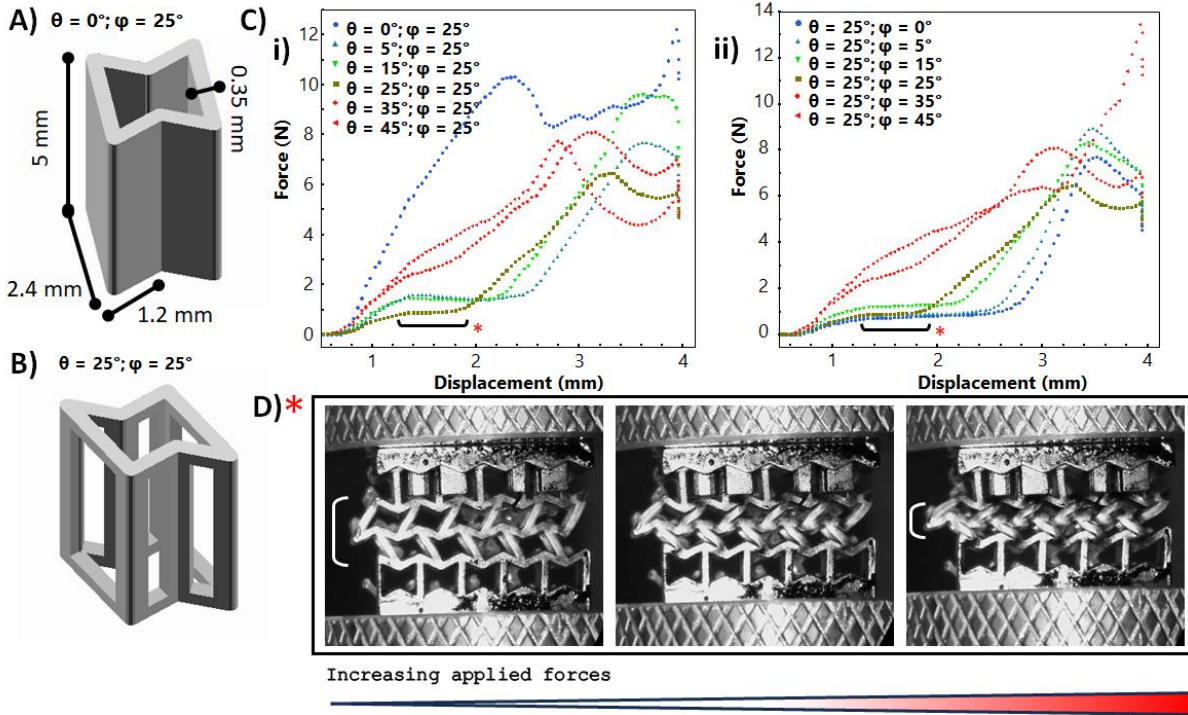 A)
θ = 0°; φ = 25°
5 mm
0.35 mm
2.4 mm
1.2 mm
B)
θ = 25°; φ = 25°
C)
i)
12
10
8
6
4
2
0
Force (N)
θ = 0°; φ = 25°
θ = 5°; φ = 25°
θ = 15°; φ = 25°
θ = 25°; φ = 25°
θ = 35°; φ = 25°
θ = 45°; φ = 25°
*
1
2
3
4
Displacement (mm)
ii)
14
12
10
8
6
4
2
0
Force (N)
θ = 25°; φ = 0°
θ = 25°; φ = 5°
θ = 25°; φ = 15°
θ = 25°; φ = 25°
θ = 25°; φ = 35°
θ = 25°; φ = 45°
*
1
2
3
4
Displacement (mm)
D) *
Increasing applied forces